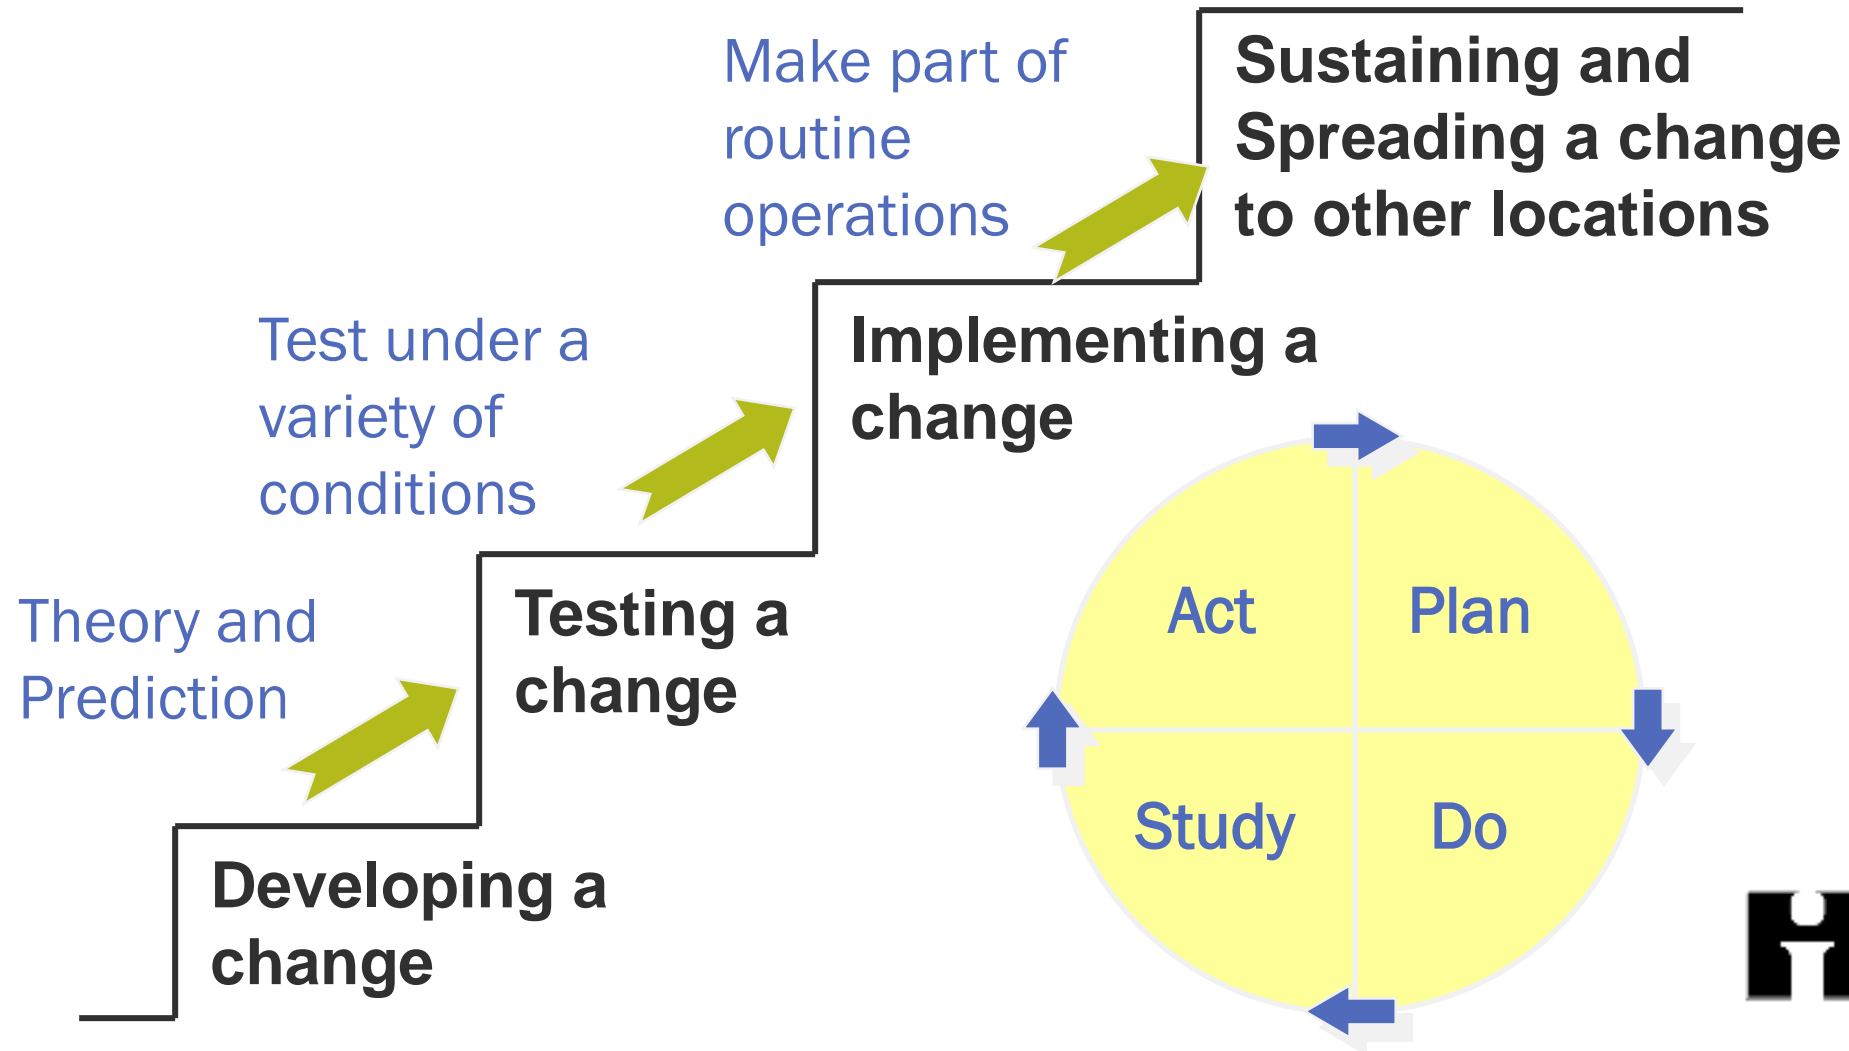 Make part of
routine
operations
Sustaining and
Spreading a change
to other locations
Test under a
variety of
conditions
Implementing a
change
Theory and
Prediction
Testing a
change
Developing a
change
Act
Plan
Study
Do